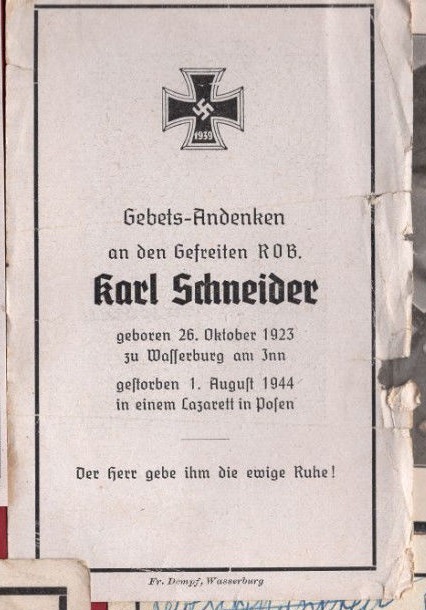 1939
Gebets-Andenken
an den Gefreiten ROB.
Karl Schneider
geboren 26. Oktober 1923
zu Wasserburg am Inn
gestorben 1. August 1944
in einem Lazarett in Posen
Der Herr gebe ihm die ewige Ruhe!
Fr. Dempf, Wasserburg